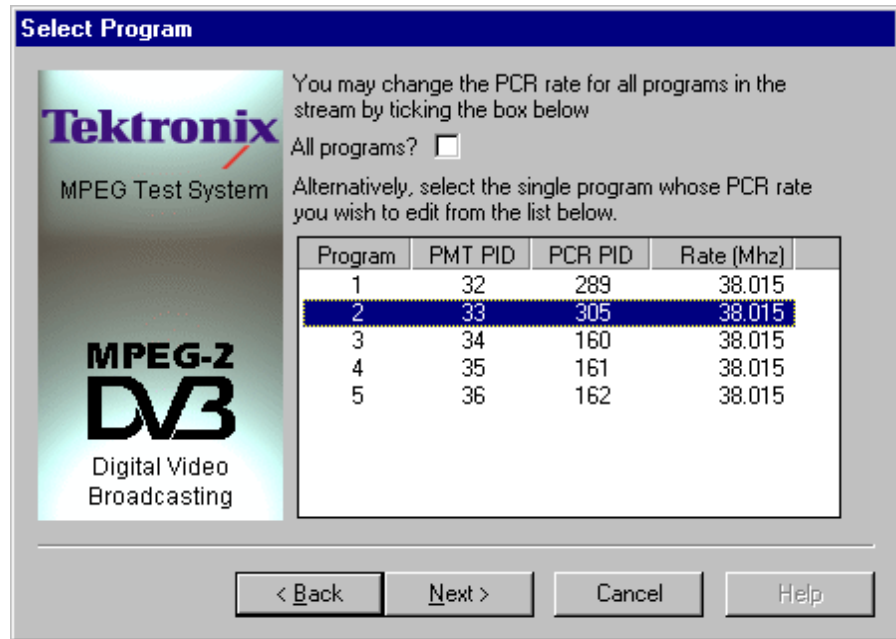 Select Program
You may change the PCR rate for all programs in the
stream by ticking the box below
All programs?
Alternatively, select the single program whose PCR rate
you wish to edit from the list below.
Tektronix
MPEG Test System
MPEG-2
DVB
Digital Video
Broadcasting
Program PMT PID PCR PID Rate (Mhz)
1 32 289 38.015
2 33 305 38.015
3 34 160 38.015
4 35 161 38.015
5 36 162 38.015
< Back Next > Cancel Help